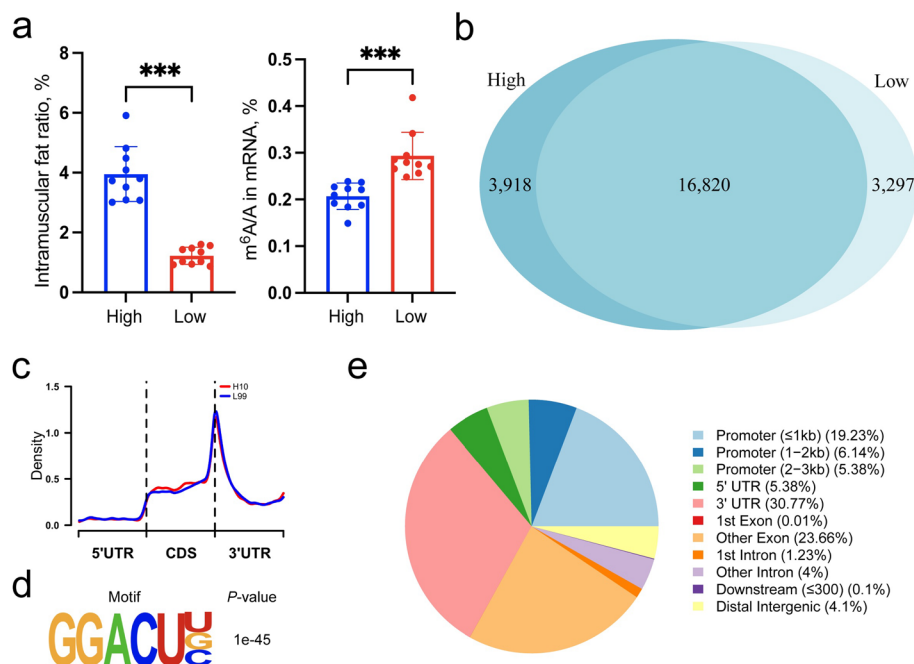 a
Intramuscular fat ratio, %
8
6
4
2
0
***
High
Low
m⁶A/A in mRNA, %
0.5
0.4
0.3
0.2
0.1
0.0
***
High
Low
b
High
Low
3,918
16,820
3,297
c
Density
1.5
1.0
0.5
0.0
H10
L99
5'UTR
CDS
3'UTR
d
Motif
P-value
GGACUU
G
C
1e-45
e
Promoter (≤1kb) (19.23%)
Promoter (1−2kb) (6.14%)
Promoter (2−3kb) (5.38%)
5' UTR (5.38%)
3' UTR (30.77%)
1st Exon (0.01%)
Other Exon (23.66%)
1st Intron (1.23%)
Other Intron (4%)
Downstream (≤300) (0.1%)
Distal Intergenic (4.1%)